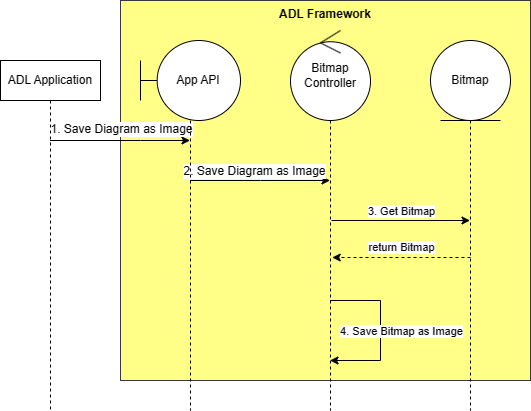 ADL Framework
ADL Application
App API
Bitmap
Controller
Bitmap
1. Save Diagram as Image
2. Save Diagram as Image
3. Get Bitmap
return Bitmap
4. Save Bitmap as Image